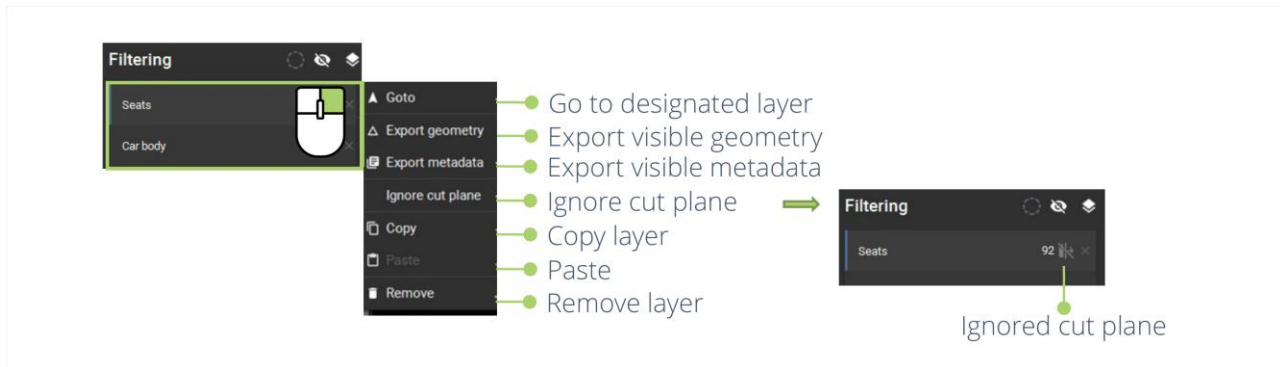 Filtering
Seats
Car body
Goto
Export geometry
Export metadata
Ignore cut plane
Copy
Paste
Remove
Go to designated layer
Export visible geometry
Export visible metadata
Ignore cut plane
Copy layer
Paste
Remove layer
Filtering
Seats 92
Ignored cut plane